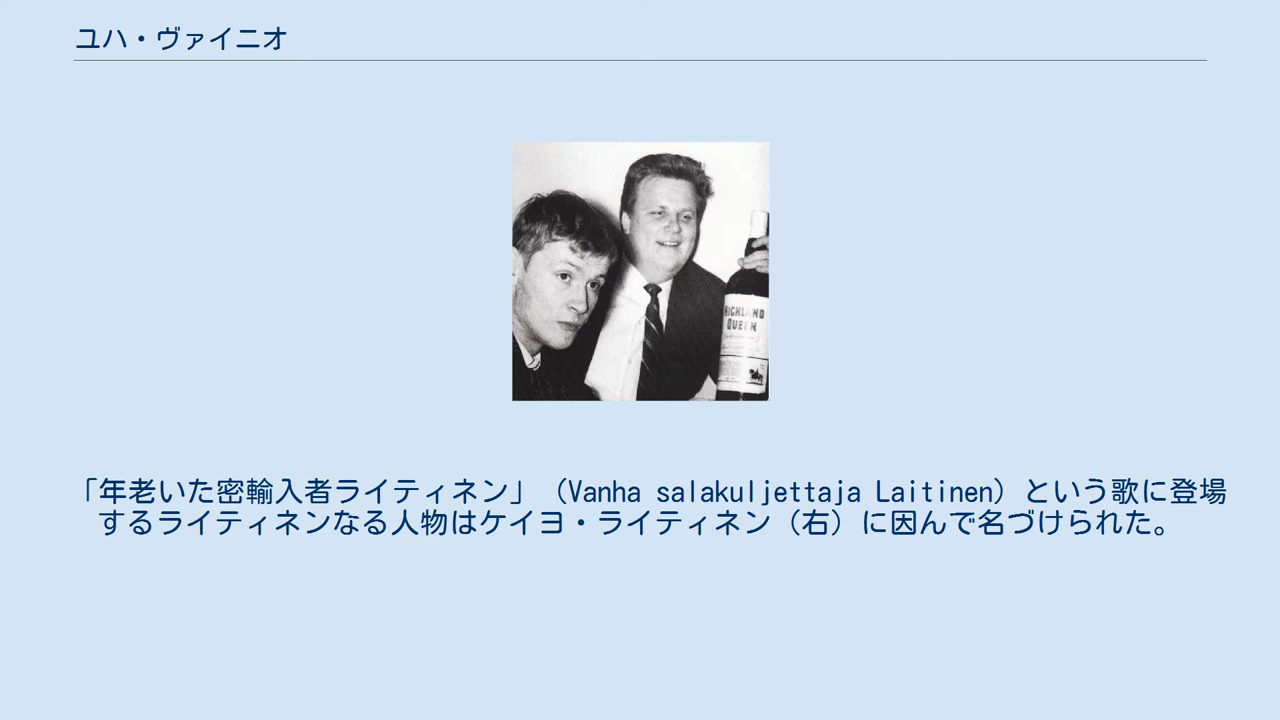 ユハ・ヴァイニオ
HIGHLAND
QUEEN
「年老いた密輸入者ライティネン」（Vanha salakuljettaja Laitinen）という歌に登場
するライティネンなる人物はケイヨ・ライティネン（右）に因んで名づけられた。